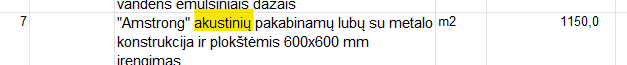 vandens emulsiniais dažais
7 "Amstrong" akustinių pakabinamų lubų su metalo m2 1150,0
konstrukcija ir plokštėmis 600x600 mm
įrengimas